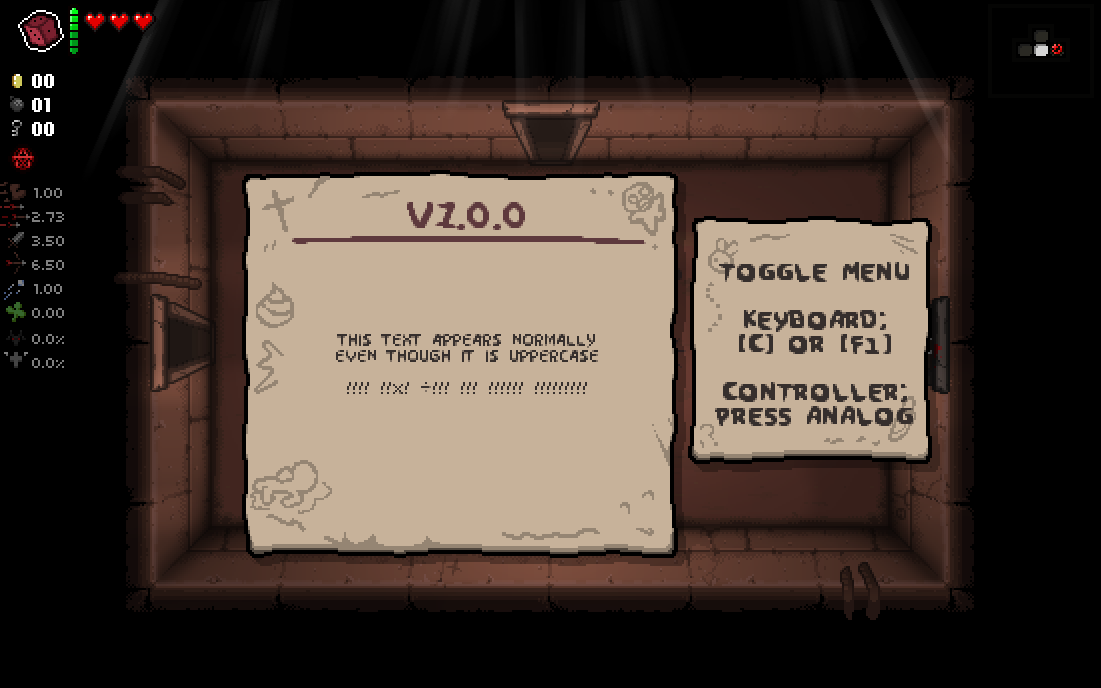 00
01
00
1.00
2.73
3.50
6.50
1.00
0.00
0.0%
0.0%
V1.0.0
THIS TEXT APPEARS NORMALLY
EVEN THOUGH IT IS UPPERCASE
!!!! !!x! ÷!!! !!! !!!!!! !!!!!!!!!
TOGGLE MENU
KEYBOARD:
[C] OR [F1]
CONTROLLER:
PRESS ANALOG